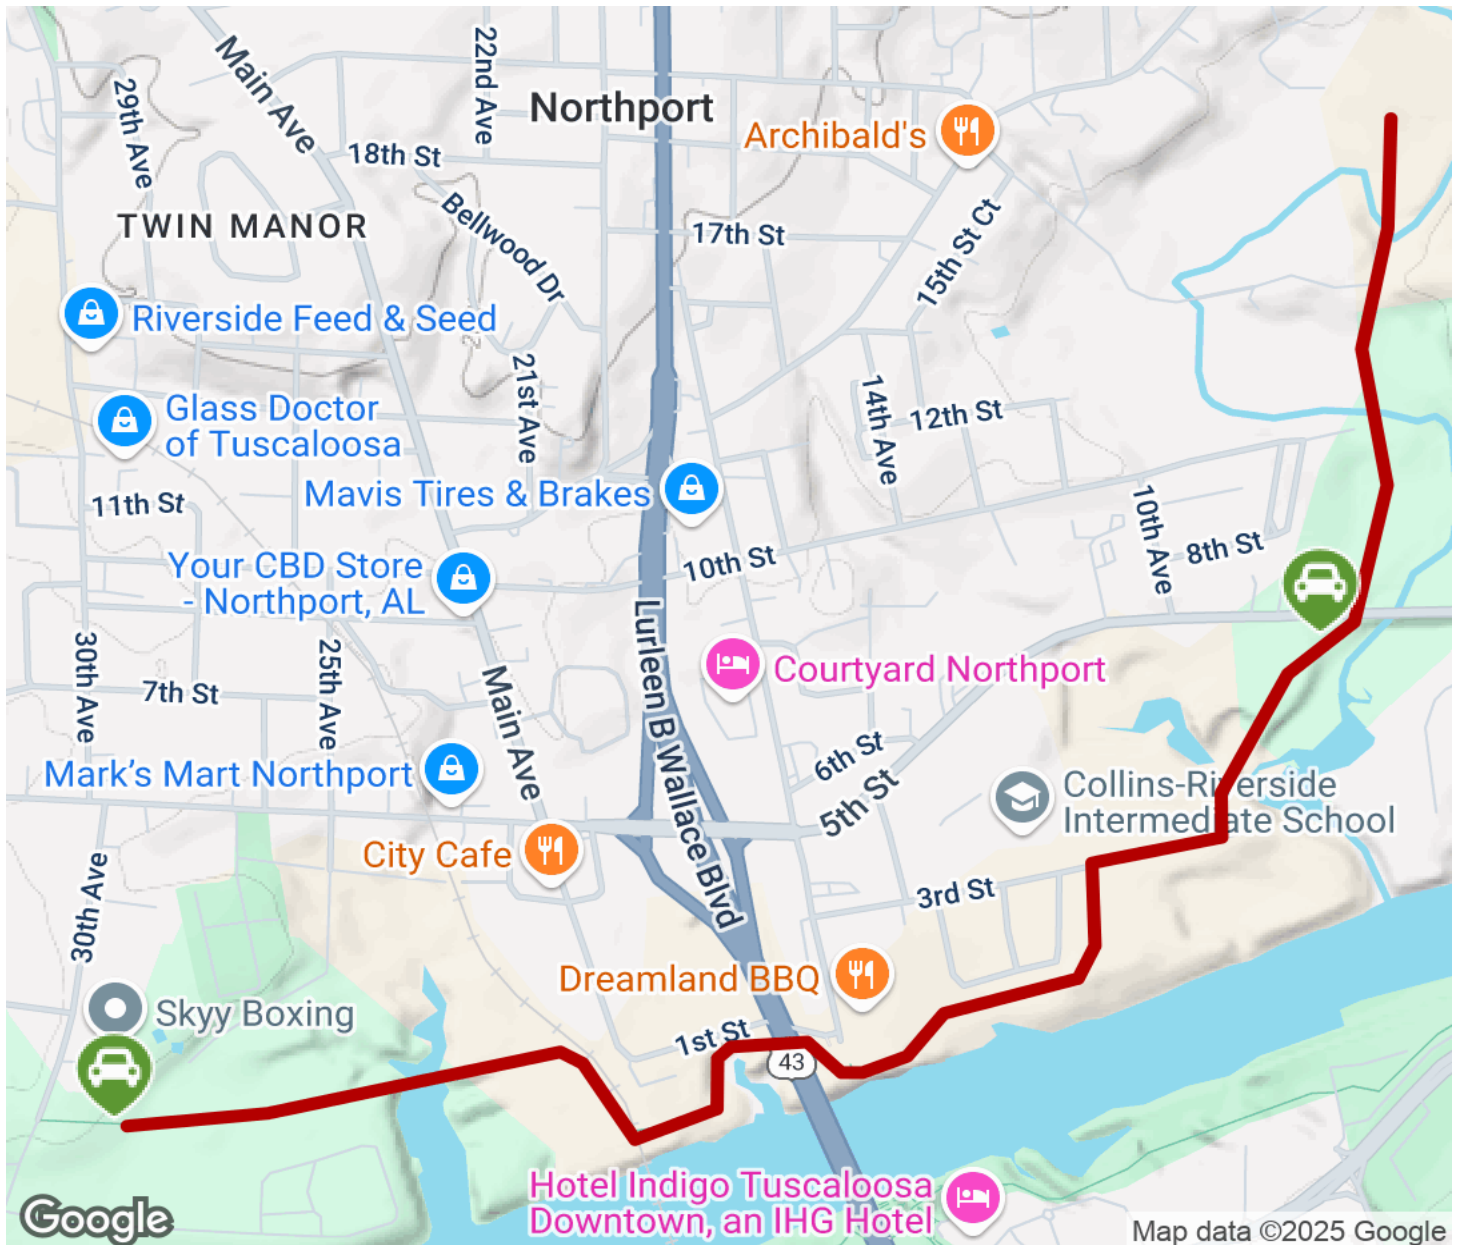 22nd Ave
Main Ave
29th Ave
Northport
Archibald's
18th St
TWIN MANOR
Bellwood Dr
17th St
15th St Ct
Riverside Feed & Seed
21st Ave
14th Ave
12th St
Glass Doctor
of Tuscaloosa
Mavis Tires & Brakes
11th St
10th Ave
8th St
Your CBD Store
- Northport, AL
10th St
Lurleen B Wallace Blvd
30th Ave
25th Ave
7th St
Main Ave
Courtyard Northport
6th St
Mark's Mart Northport
5th St
Collins-Riverside
Intermediate School
City Cafe
30th Ave
3rd St
Dreamland BBQ
Skyy Boxing
1st St
43
Hotel Indigo Tuscaloosa
Downtown, an IHG Hotel
Google
Map data ©2025 Google